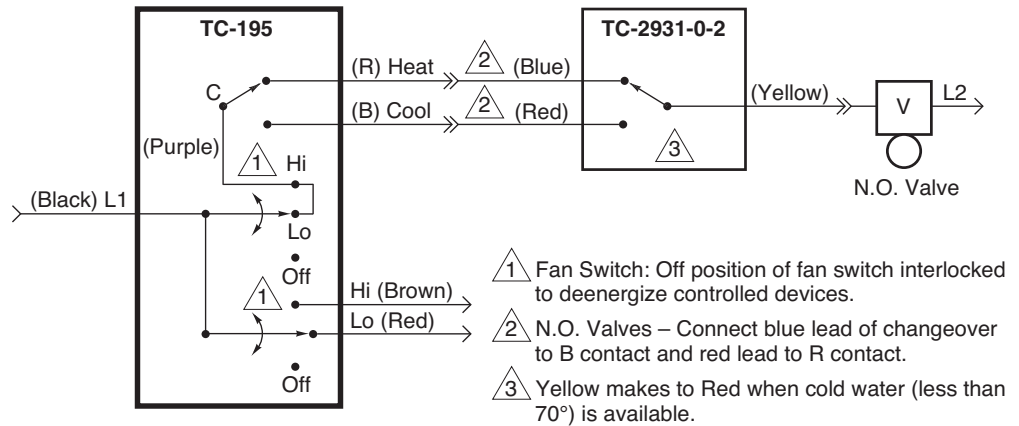 TC-195
TC-2931-0-2
(R) Heat
2
(Blue)
C
(Yellow)
V
L2
(B) Cool
2
(Red)
(Purple)
1
Hi
3
N.O. Valve
(Black) L1
Lo
Off
1
Hi (Brown)
Lo (Red)
Off
1 Fan Switch: Off position of fan switch interlocked
to deenergize controlled devices.
2 N.O. Valves – Connect blue lead of changeover
to B contact and red lead to R contact.
3 Yellow makes to Red when cold water (less than
70°) is available.